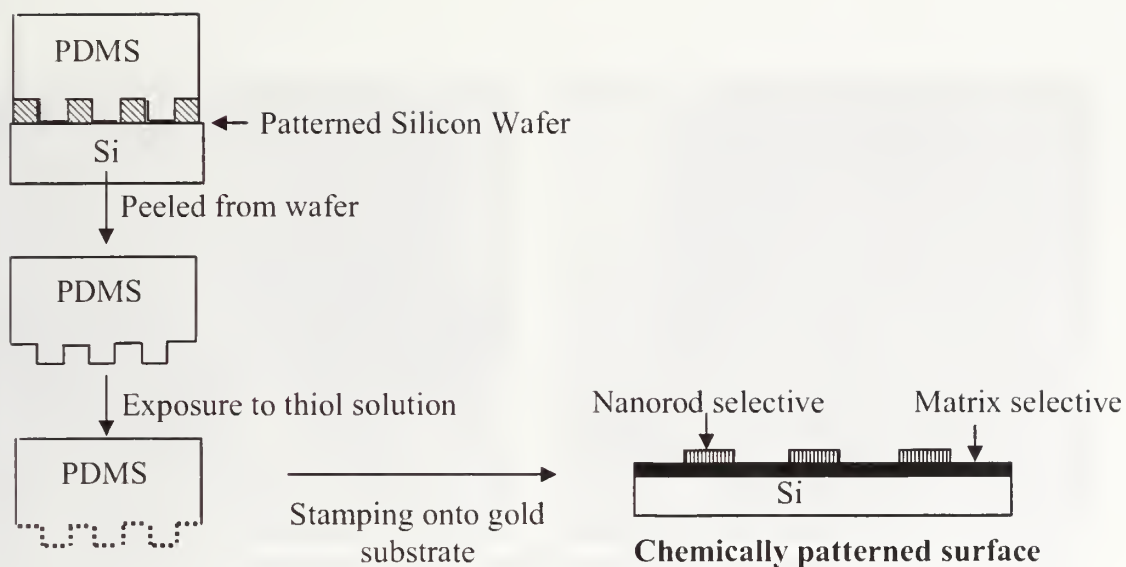 PDMS
Patterned Silicon Wafer
Si
Peeled from wafer
PDMS
Exposure to thiol solution
PDMS
Stamping onto gold
substrate
Nanorod selective
Matrix selective
Si
Chemically patterned surface